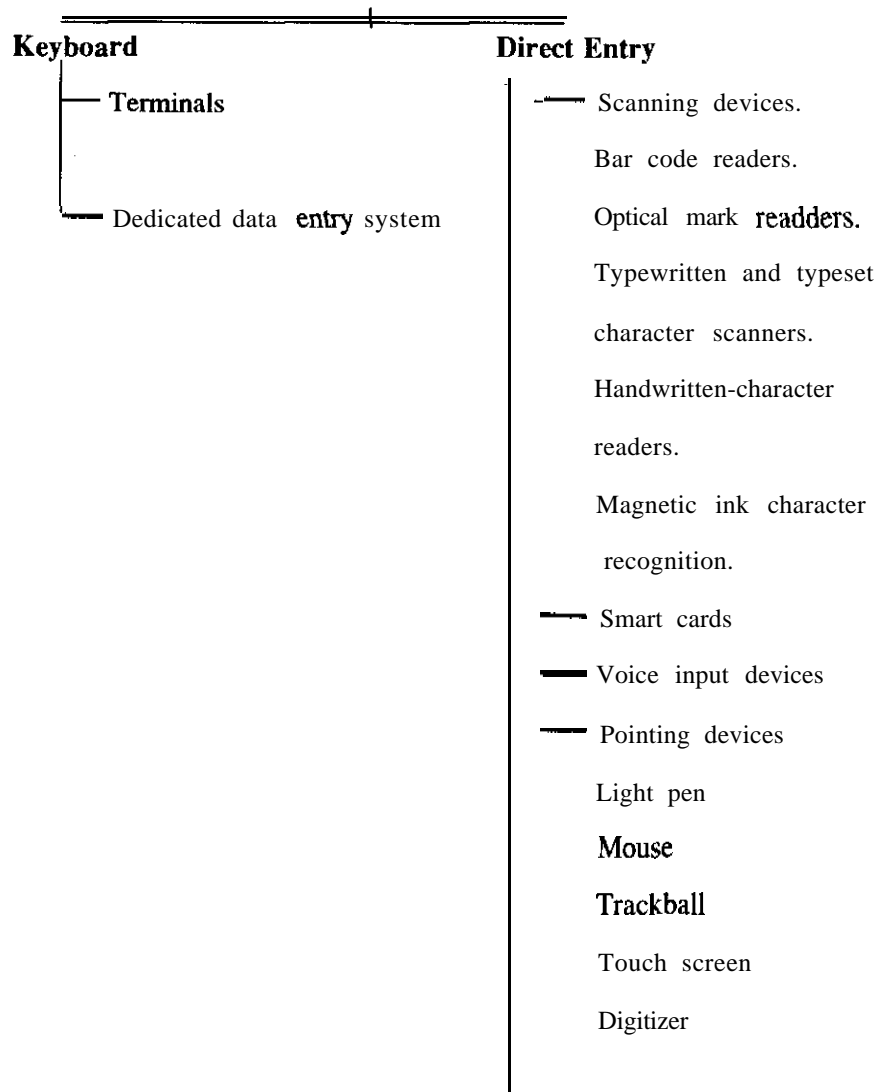 Keyboard
Terminals
Dedicated data entry system
Direct Entry
Scanning devices.
Bar code readers.
Optical mark readders.
Typewritten and typeset
character scanners.
Handwritten-character
readers.
Magnetic ink character
recognition.
Smart cards
Voice input devices
Pointing devices
Light pen
Mouse
Trackball
Touch screen
Digitizer